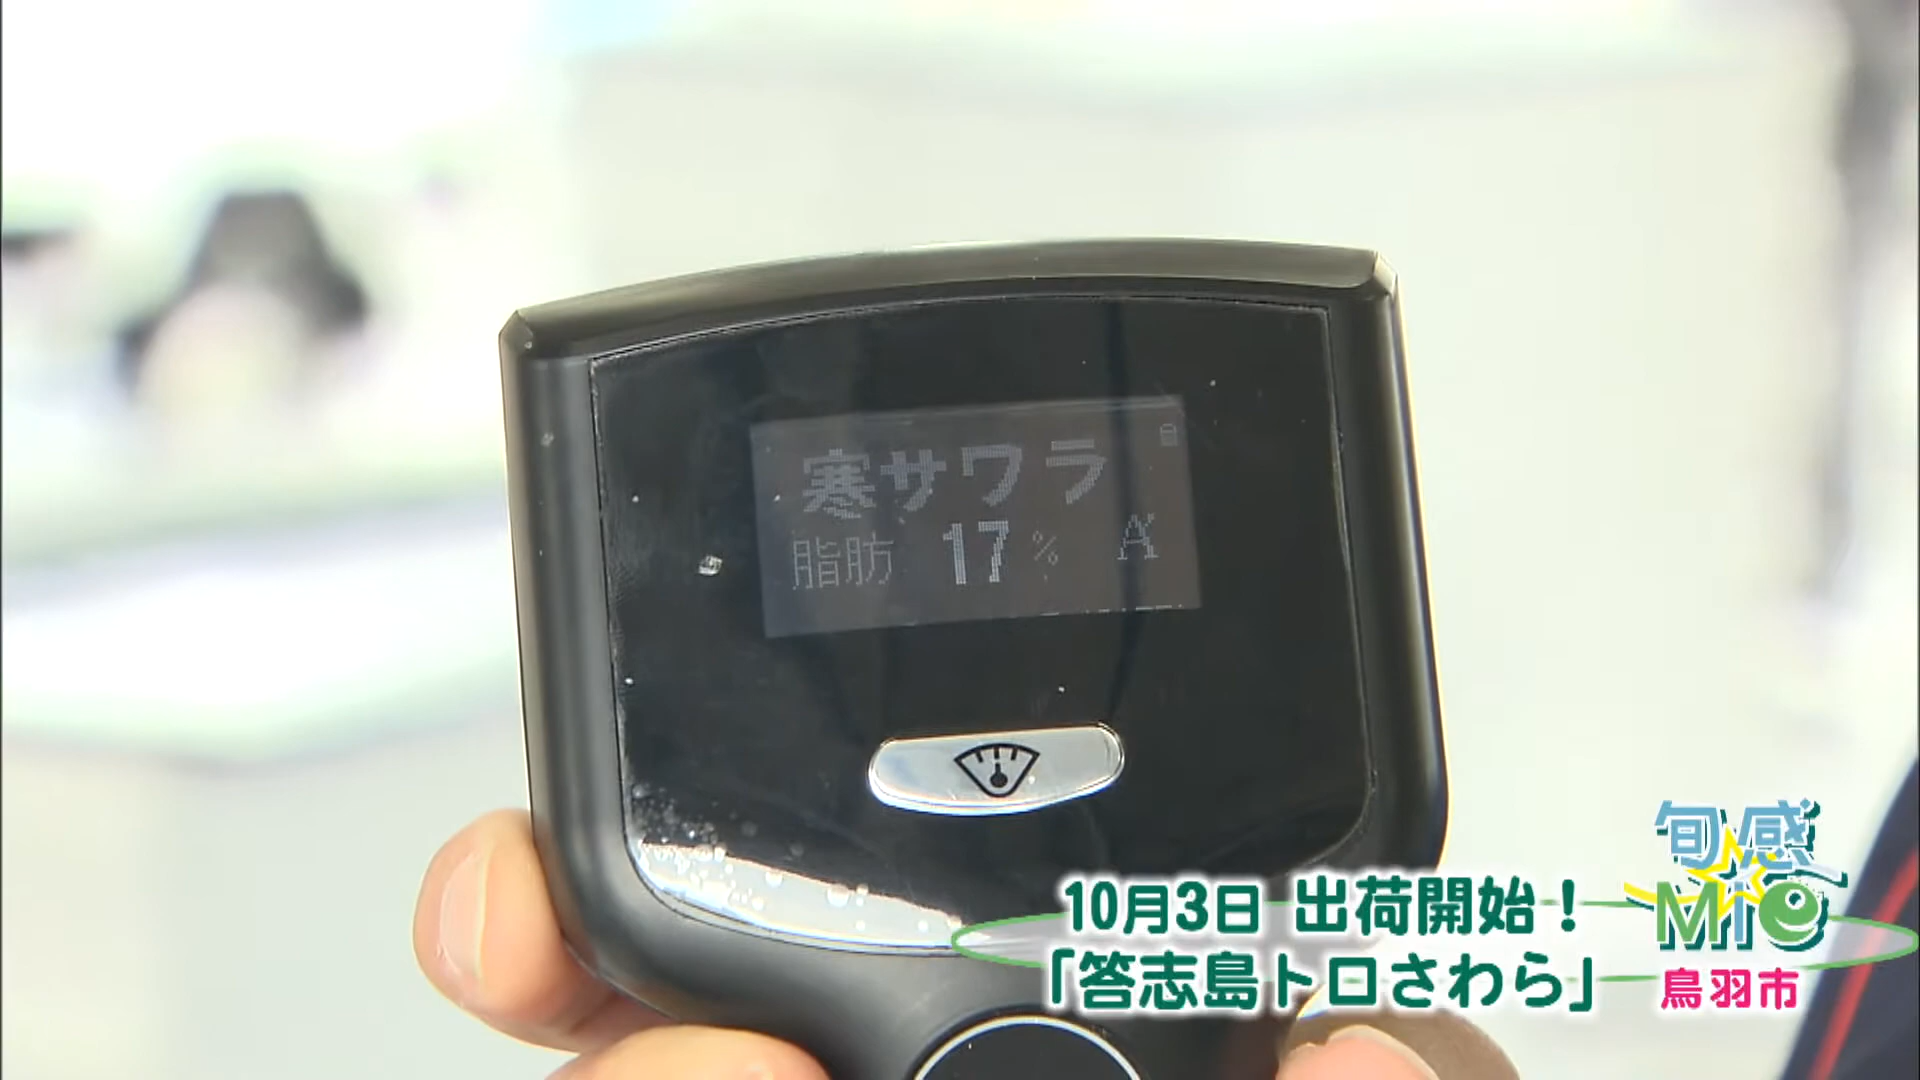 寒サワラ
脂肪 17 % A
旬感
Mie
10月3日 出荷開始！
「答志島トロさわら」
鳥羽市